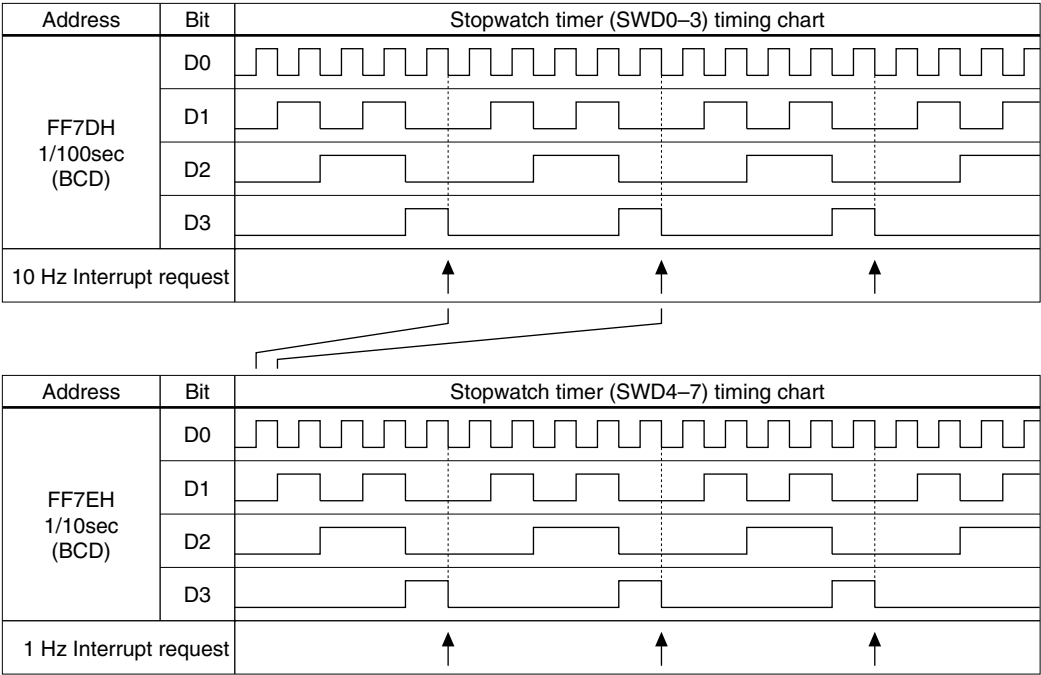 Address Bit Stopwatch timer (SWD0–3) timing chart
D0
D1
FF7DH
1/100sec
(BCD)
D2
D3
10 Hz Interrupt request
Address Bit Stopwatch timer (SWD4–7) timing chart
D0
D1
FF7EH
1/10sec
(BCD)
D2
D3
1 Hz Interrupt request